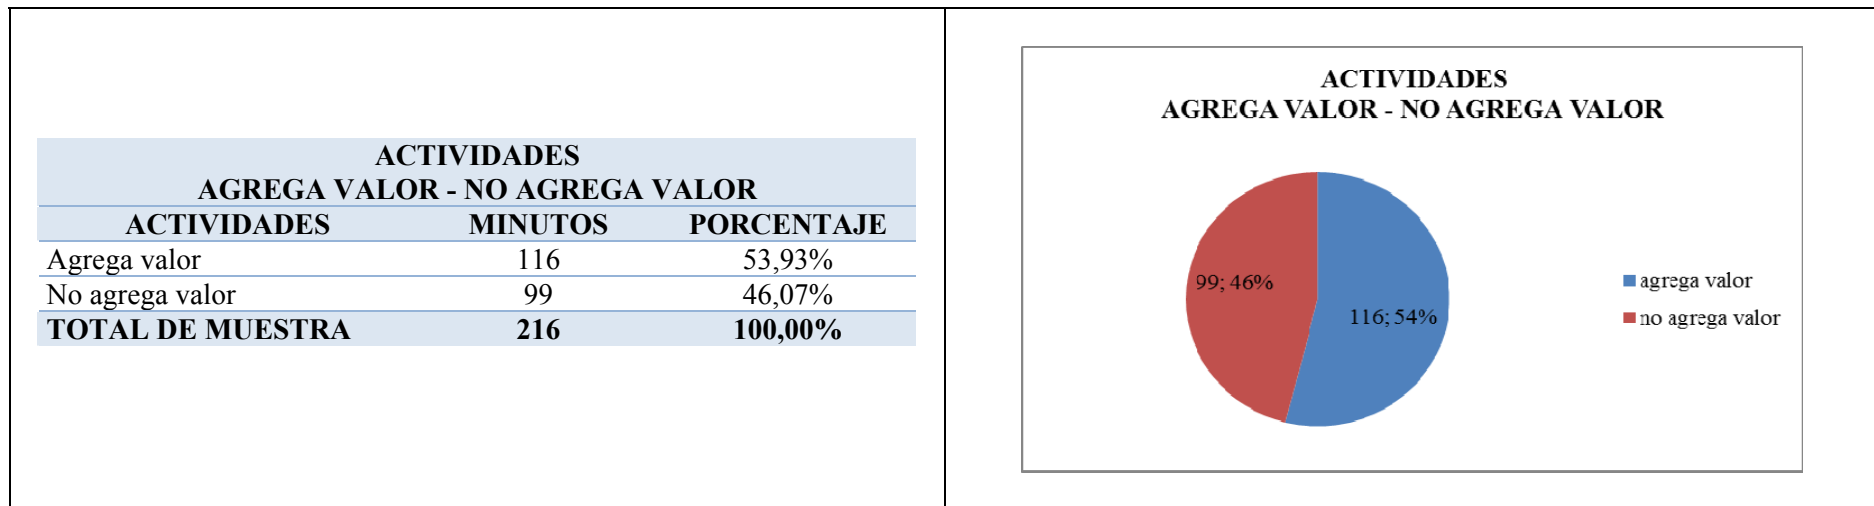 ACTIVIDADES
AGREGA VALOR - NO AGREGA VALOR
ACTIVIDADES MINUTOS PORCENTAJE
Agrega valor 116 53,93%
No agrega valor 99 46,07%
TOTAL DE MUESTRA 216 100,00%
ACTIVIDADES
AGREGA VALOR - NO AGREGA VALOR
99; 46%
116; 54%
agrega valor
no agrega valor